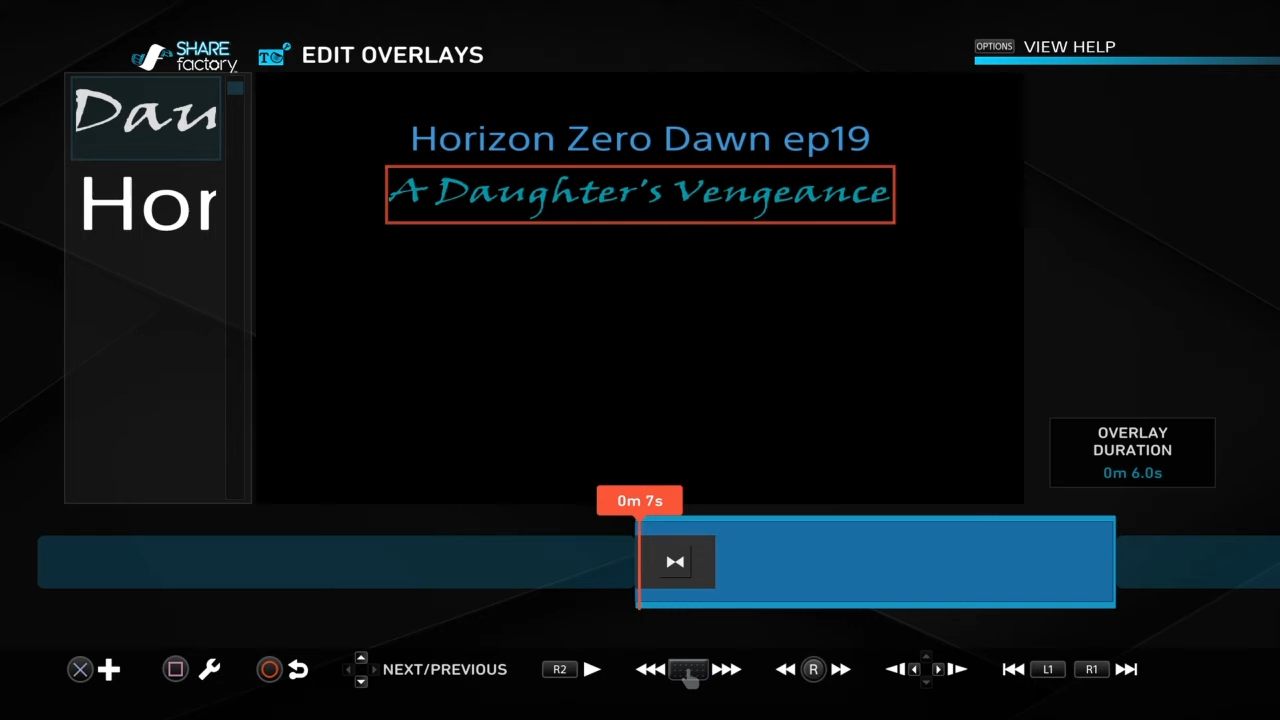 SHARE
factory
EDIT OVERLAYS
OPTIONS VIEW HELP
Dau
Hor
Horizon Zero Dawn ep19
A Daughter's Vengeance
OVERLAY
DURATION
0m 6.0s
0m 7s
NEXT/PREVIOUS
R2
R
L1
R1